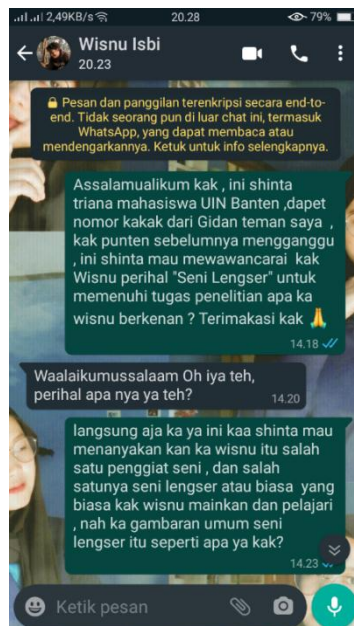 2,49KB/s
20.28
79%
Wisnu Isbi
20.23
Pesan dan panggilan terenkripsi secara end-to-
end. Tidak seorang pun di luar chat ini, termasuk
WhatsApp, yang dapat membaca atau
mendengarkannya. Ketuk untuk info selengkapnya.
Assalamualikum kak , ini shinta
triana mahasiswa UIN Banten ,dapet
nomor kakak dari Gidan teman saya ,
kak punten sebelumnya mengganggu
, ini shinta mau mewawancarai kak
Wisnu perihal "Seni Lengser" untuk
memenuhi tugas penelitian apa ka
wisnu berkenan ? Terimakasi kak 🙏
14.18
Waalaikumussalaam Oh iya teh,
perihal apa nya ya teh?
14.20
langsung aja ka ya ini kaa shinta mau
menanyakan kan ka wisnu itu salah
satu penggiat seni , dan salah
satunya seni lengser atau biasa yang
biasa kak wisnu mainkan dan pelajari
, nah ka gambaran umum seni
lengser itu seperti apa ya kak?
14.23
Ketik pesan